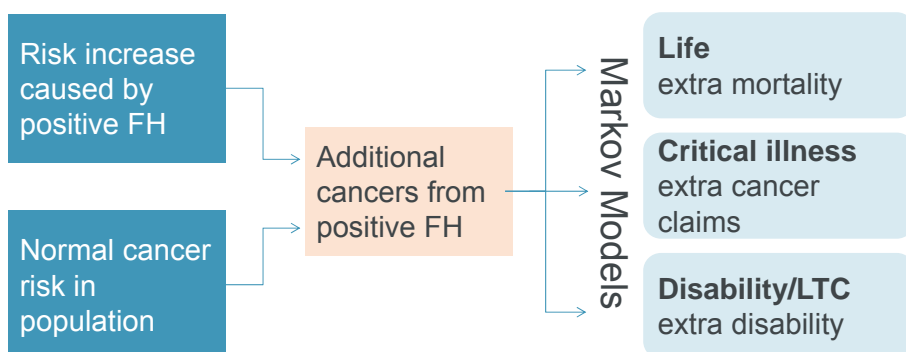 Risk increase
caused by
positive FH
Normal cancer
risk in
population
Additional
cancers from
positive FH
Markov Models
Life
extra mortality
Critical illness
extra cancer
claims
Disability/LTC
extra disability